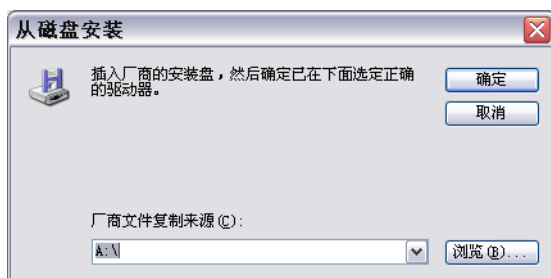 从磁盘安装
插入厂商的安装盘，然后确定已在下面选定正确
的驱动器。
确定
取消
厂商文件复制来源(C):
A:\
浏览(B)...